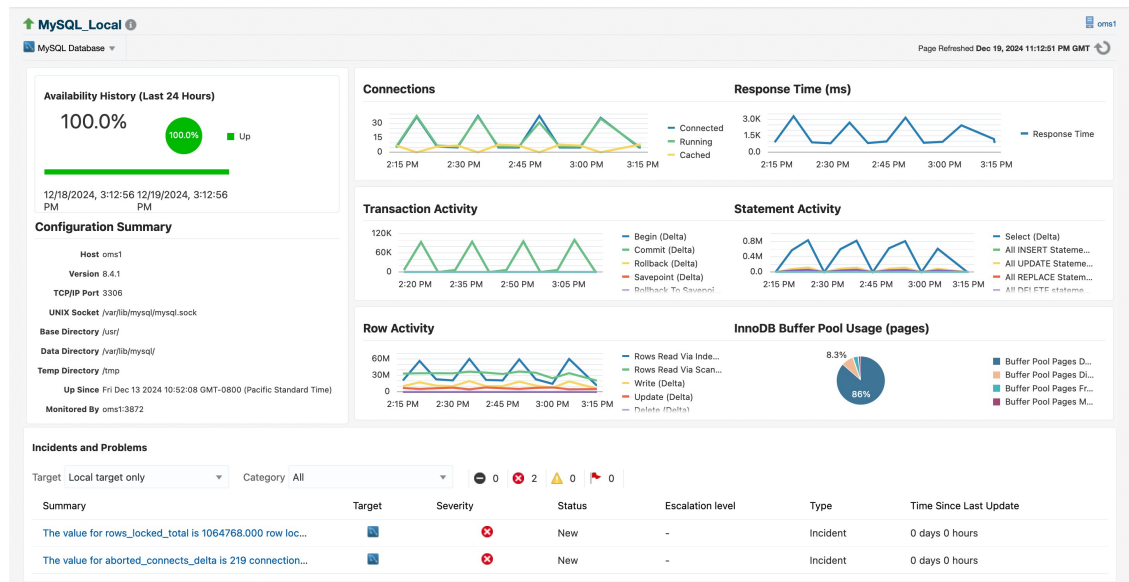 MySQL_Local
oms1
MySQL Database
Page Refreshed Dec 19, 2024 11:12:51 PM GMT
Availability History (Last 24 Hours)
100.0%
100.0%
Up
12/18/2024, 3:12:56 PM
12/19/2024, 3:12:56 PM
Configuration Summary
Host oms1
Version 8.4.1
TCP/IP Port 3306
UNIX Socket /var/lib/mysql/mysql.sock
Base Directory /usr/
Data Directory /var/lib/mysql/
Temp Directory /tmp
Up Since Fri Dec 13 2024 10:52:08 GMT-0800 (Pacific Standard Time)
Monitored By oms1:3872
Connections
30
15
0
2:15 PM 2:30 PM 2:45 PM 3:00 PM 3:15 PM
Connected
Running
Cached
Response Time (ms)
3.0K
1.5K
0.0
2:15 PM 2:30 PM 2:45 PM 3:00 PM 3:15 PM
Response Time
Transaction Activity
120K
60K
0
2:20 PM 2:35 PM 2:50 PM 3:05 PM
Begin (Delta)
Commit (Delta)
Rollback (Delta)
Savepoint (Delta)
Rollback To Savepoi...
Statement Activity
0.8M
0.4M
0.0
2:15 PM 2:30 PM 2:45 PM 3:00 PM 3:15 PM
Select (Delta)
All INSERT Stateme...
All UPDATE Stateme...
All REPLACE Statem...
All DELETE stateme...
Row Activity
60M
30M
0
2:15 PM 2:30 PM 2:45 PM 3:00 PM 3:15 PM
Rows Read Via Inde...
Rows Read Via Scan...
Write (Delta)
Update (Delta)
Delete (Delta)
InnoDB Buffer Pool Usage (pages)
8.3%
86%
Buffer Pool Pages D...
Buffer Pool Pages Di...
Buffer Pool Pages Fr...
Buffer Pool Pages M...
Incidents and Problems
Target Local target only Category All 0 2 0 0
Summary Target Severity Status Escalation level Type Time Since Last Update
The value for rows_locked_total is 1064768.000 row loc... New - Incident 0 days 0 hours
The value for aborted_connects_delta is 219 connection... New - Incident 0 days 0 hours